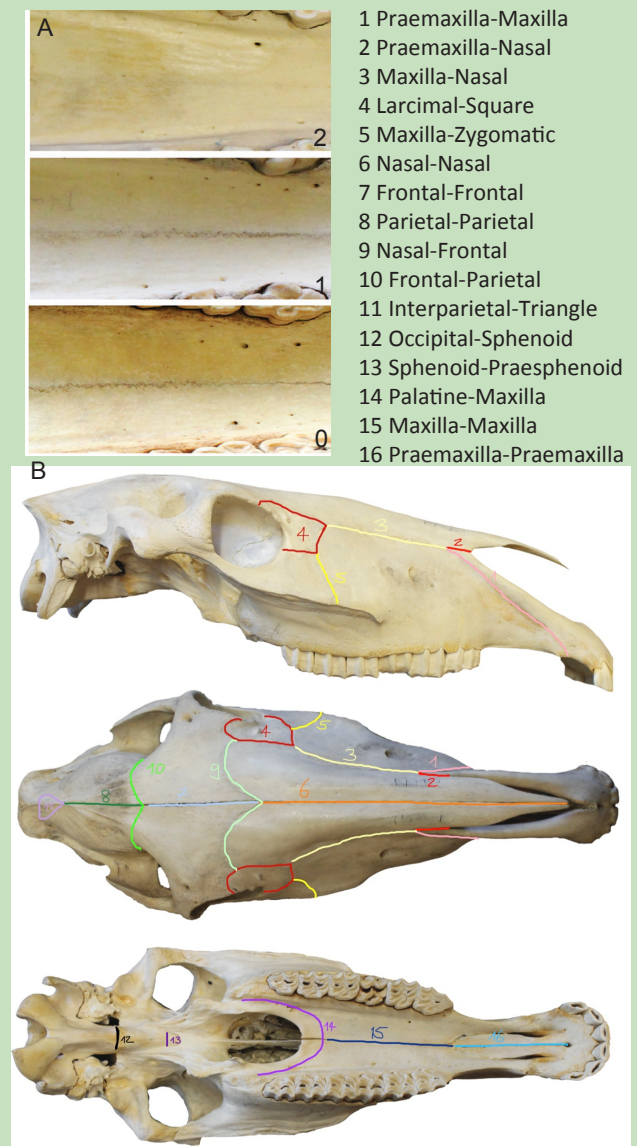 A
2
1
0
1 Praemaxilla-Maxilla
2 Praemaxilla-Nasal
3 Maxilla-Nasal
4 Larcimal-Square
5 Maxilla-Zygomatic
6 Nasal-Nasal
7 Frontal-Frontal
8 Parietal-Parietal
9 Nasal-Frontal
10 Frontal-Parietal
11 Interparietal-Triangle
12 Occipital-Sphenoid
13 Sphenoid-Praesphenoid
14 Palatine-Maxilla
15 Maxilla-Maxilla
16 Praemaxilla-Praemaxilla
B
4
3
2
5
1
4
5
10
9
3
1
2
8
6
14
12
13
15
16